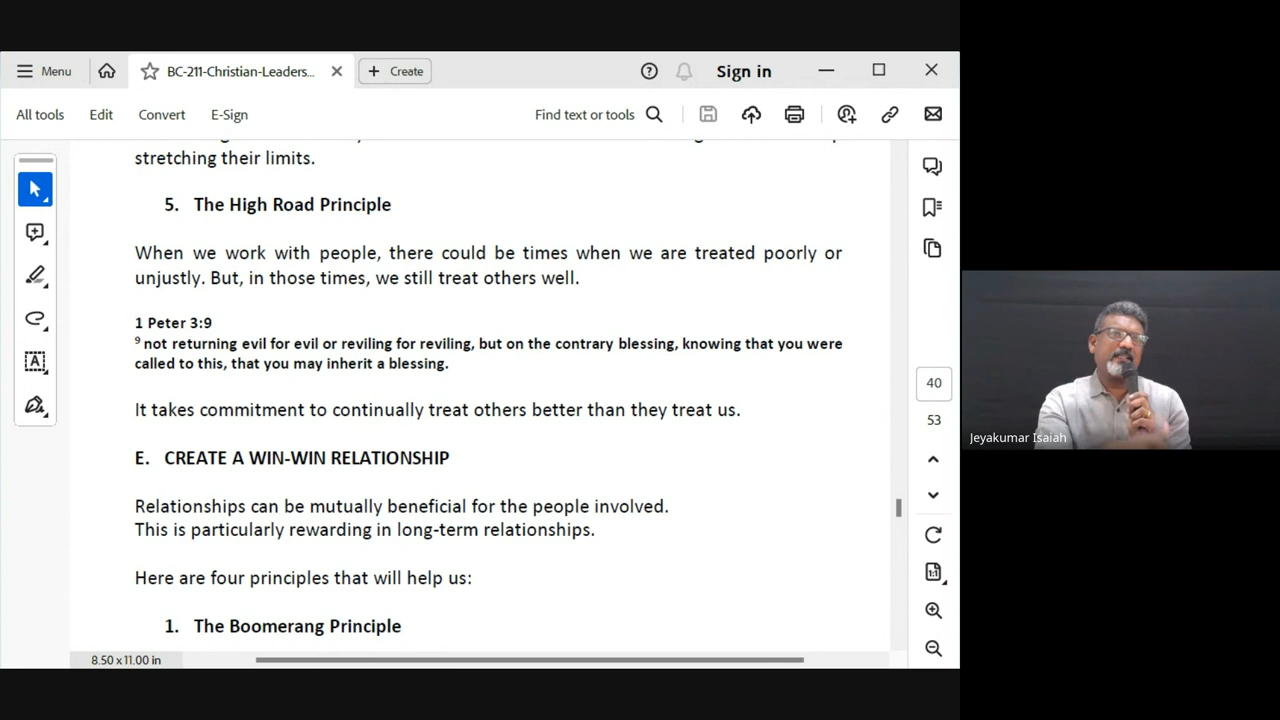 Menu
BC-211-Christian-Leaders...
Create
Sign in
All tools
Edit
Convert
E-Sign
Find text or tools
stretching their limits.
5. The High Road Principle
When we work with people, there could be times when we are treated poorly or
unjustly. But, in those times, we still treat others well.
1 Peter 3:9
9 not returning evil for evil or reviling for reviling, but on the contrary blessing, knowing that you were
called to this, that you may inherit a blessing.
It takes commitment to continually treat others better than they treat us.
E. CREATE A WIN-WIN RELATIONSHIP
Relationships can be mutually beneficial for the people involved.
This is particularly rewarding in long-term relationships.
Here are four principles that will help us:
1. The Boomerang Principle
8.50 x 11.00 in
40
53
1:1
Jeyakumar Isaiah